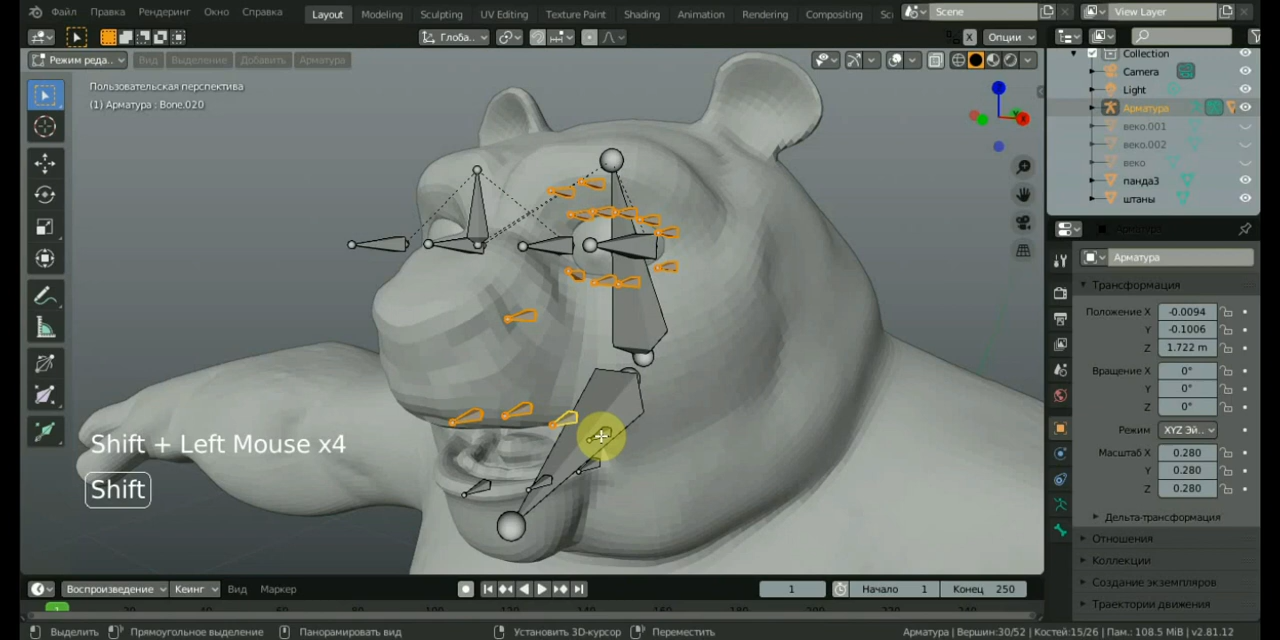 Файл Правка Рендеринг Окно Справка Layout Modeling Sculpting UV Editing Texture Paint Shading Animation Rendering Compositing Sc Scene View Layer
Глоба.. X Опции
Режим реда.. Вид Выделение Добавить Арматура
Пользовательская перспектива
(1) Арматура : Bone.020
Collection
Camera
Light
Арматура
веко.001
веко.002
веко
панда3
штаны
Арматура
Арматура
Трансформация
Положение X -0.0094
Y -0.1006
Z 1.722 m
Вращение X 0°
Y 0°
Z 0°
Режим XYZ Эй..
Масштаб X 0.280
Y 0.280
Z 0.280
Дельта-трансформация
Отношения
Коллекции
Создание экземпляров
Траектории движения
X
Z
Shift + Left Mouse x4
Shift
Воспроизведение Кеинг Вид Маркер 1 Начало 1 Конец 250
1 20
Выделить Прямоугольное выделение Панорамировать вид Установить 3D-курсор Переместить Арматура | Вершин:30/52 | Костей:15/26 | Пам.: 108.5 MiB | v2.81.12